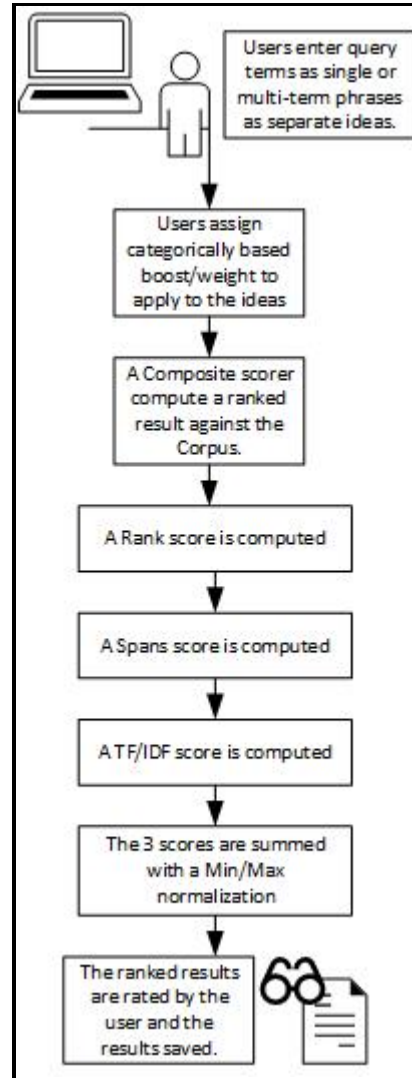 Users enter query
terms as single or
multi-term phrases
as separate ideas.
Users assign
categorically based
boost/weight to
apply to the ideas
A Composite scorer
compute a ranked
result against the
Corpus.
A Rank score is computed
A Spans score is computed
A TF/IDF score is computed
The 3 scores are summed
with a Min/Max
normalization
The ranked results
are rated by the
user and the
results saved.